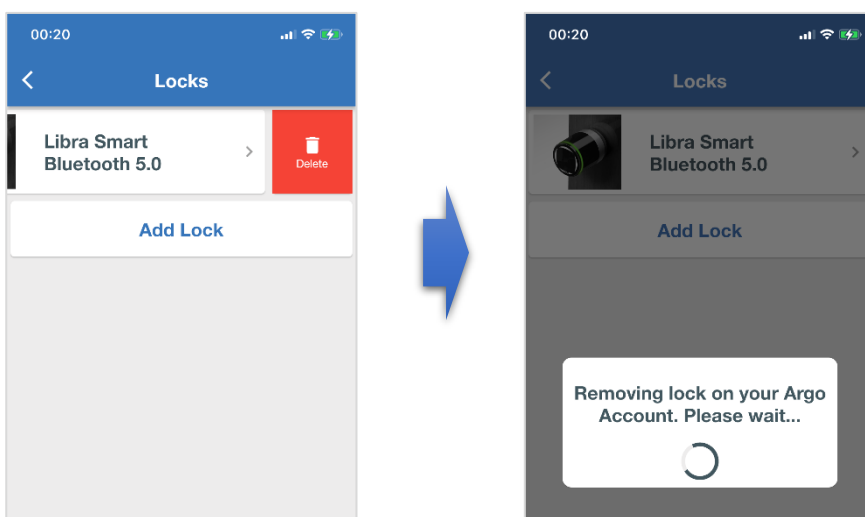 00:20
Locks
Libra Smart
Bluetooth 5.0
Delete
Add Lock
00:20
Locks
Libra Smart
Bluetooth 5.0
Add Lock
Removing lock on your Argo
Account. Please wait...